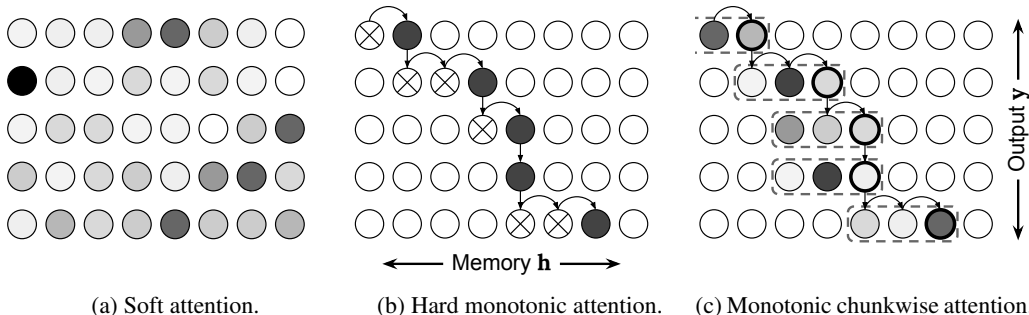 Output y
Memory h
(a) Soft attention.
(b) Hard monotonic attention.
(c) Monotonic chunkwise attention